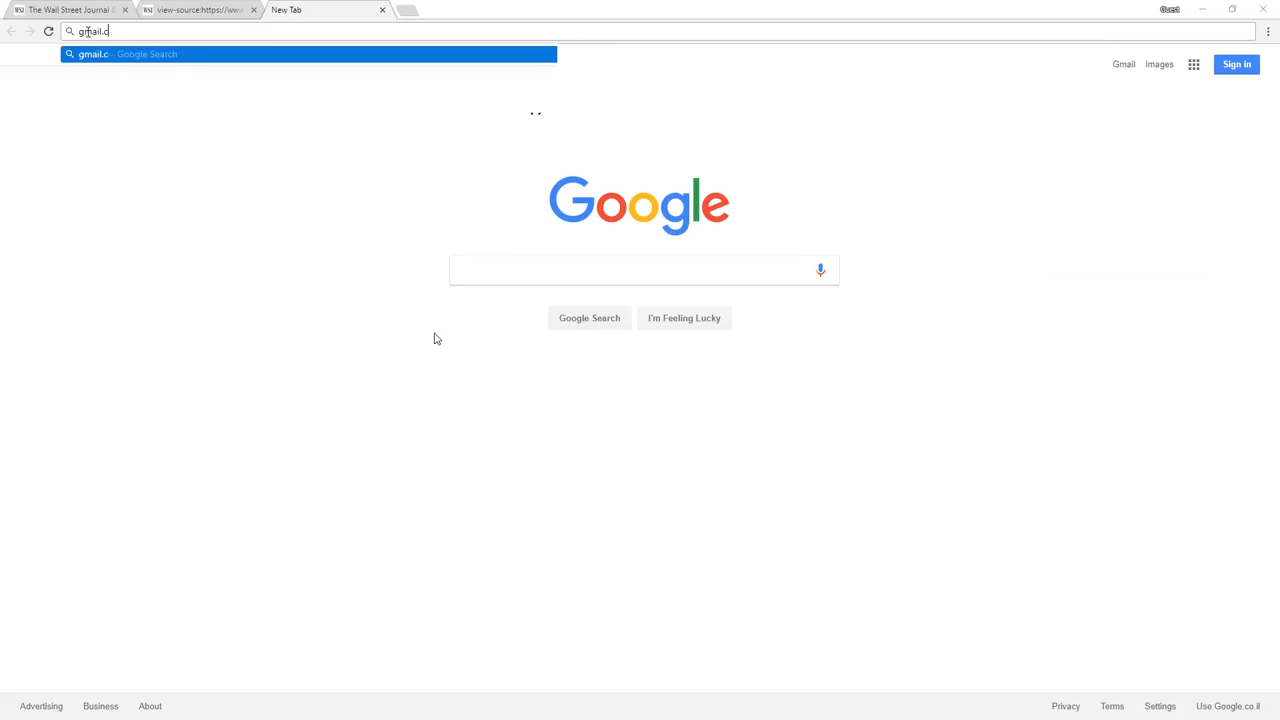 The Wall Street Journal
view-source:https://www.
New Tab
Guest
gmail.c
gmail.c - Google Search
Gmail Images Sign in
Google
Google Search I'm Feeling Lucky
Advertising Business About Privacy Terms Settings Use Google.co.il